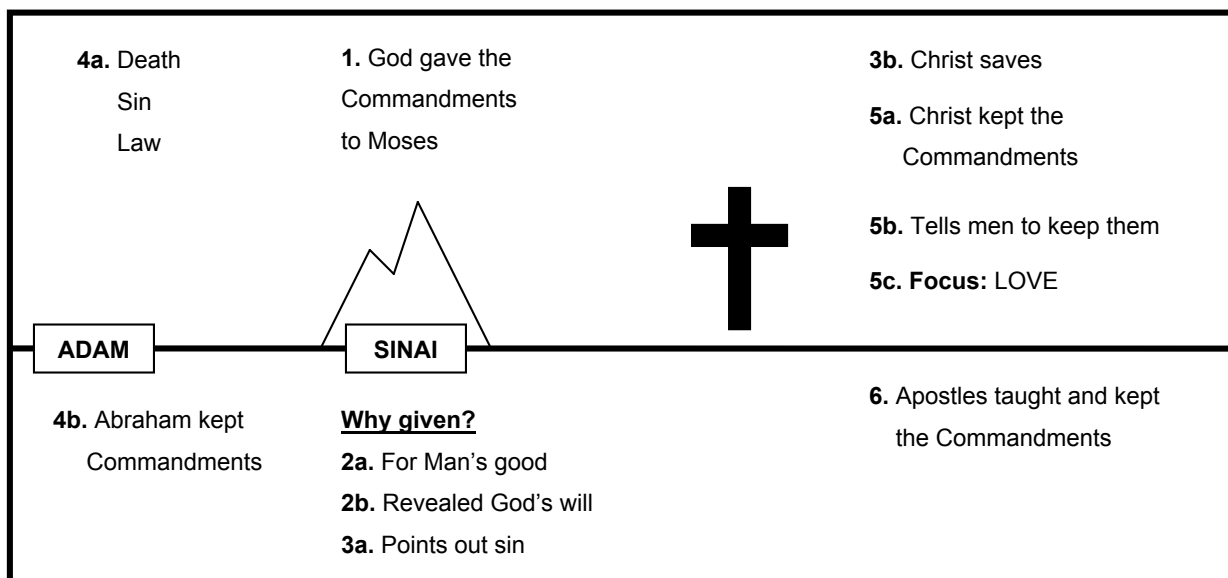 4a. Death
Sin
Law
1. God gave the
Commandments
to Moses
3b. Christ saves
5a. Christ kept the
Commandments
5b. Tells men to keep them
5c. Focus: LOVE
ADAM
SINAI
4b. Abraham kept
Commandments
Why given?
2a. For Man’s good
2b. Revealed God’s will
3a. Points out sin
6. Apostles taught and kept
the Commandments